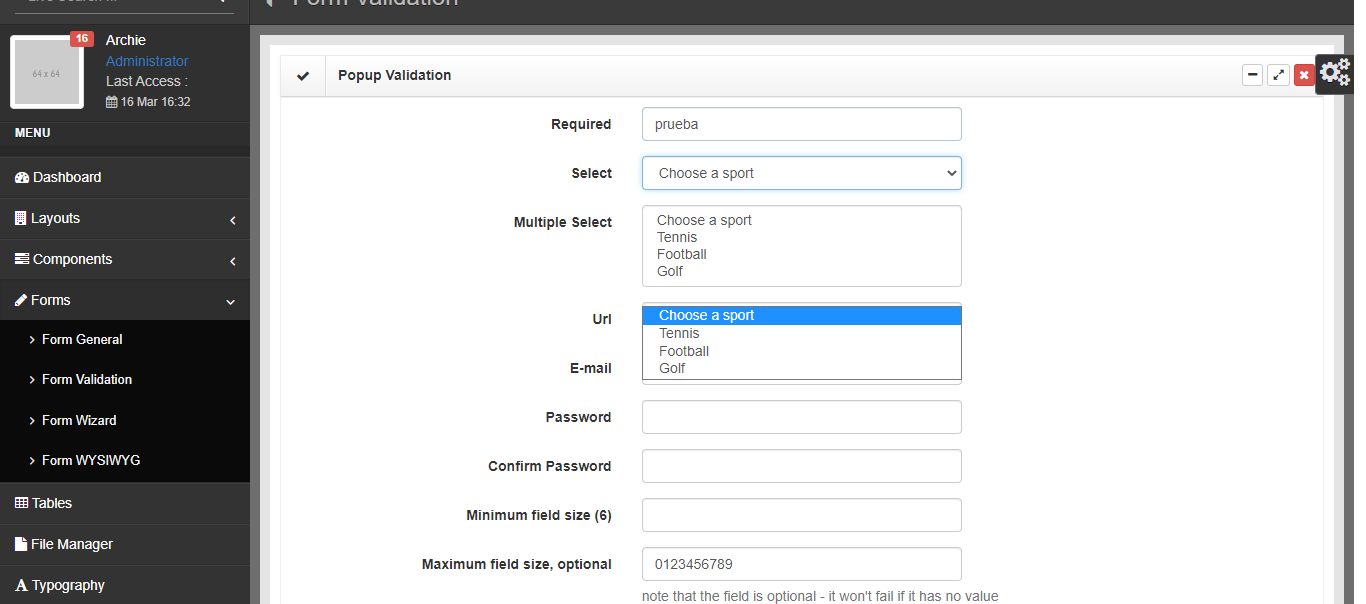 Form Validation
16
Archie
Administrator
Last Access :
16 Mar 16:32
64 x 64
MENU
Dashboard
Layouts
Components
Forms
Form General
Form Validation
Form Wizard
Form WYSIWYG
Tables
File Manager
Typography
Popup Validation
Required
prueba
Select
Choose a sport
Multiple Select
Choose a sport
Tennis
Football
Golf
Url
Choose a sport
Tennis
Football
Golf
E-mail
Password
Confirm Password
Minimum field size (6)
Maximum field size, optional
0123456789
note that the field is optional - it won't fail if it has no value